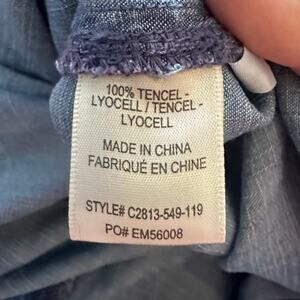 100% TENCEL -
LYOCELL / TENCEL -
LYOCELL
MADE IN CHINA
FABRIQUÉ EN CHINE
STYLE# C2813-549-119
PO# EM56008